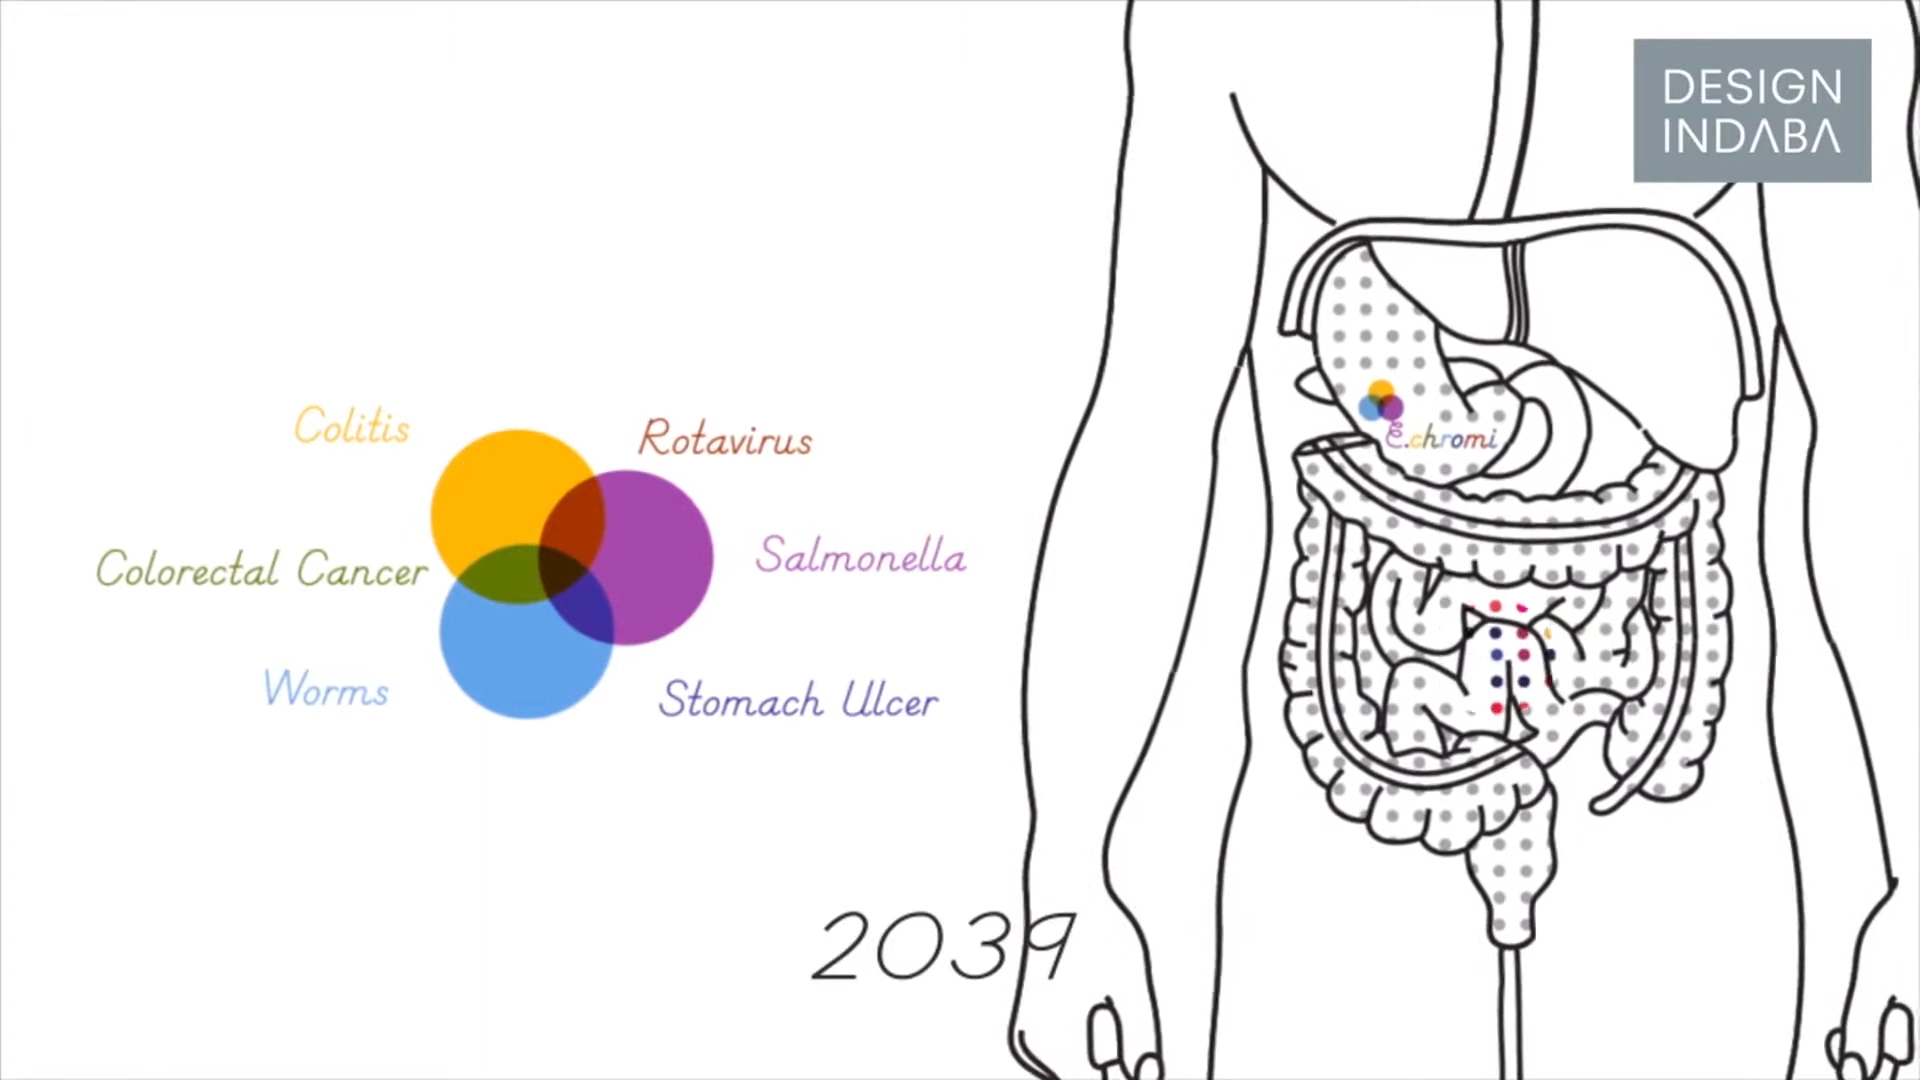 DESIGN
INDABA
Colitis
Rotavirus
E.chromi
Colorectal Cancer
Salmonella
Worms
Stomach Ulcer
2039